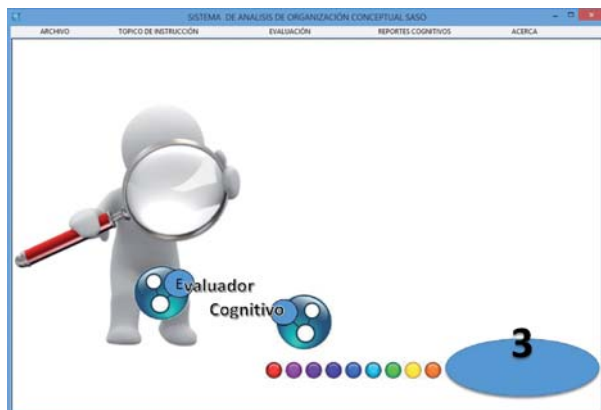 SISTEMA DE ANALISIS DE ORGANIZACIÓN CONCEPTUAL SASO
ARCHIVO TOPICO DE INSTRUCCIÓN EVALUACIÓN REPORTES COGNITIVOS ACERCA
Evaluador
Cognitivo
3